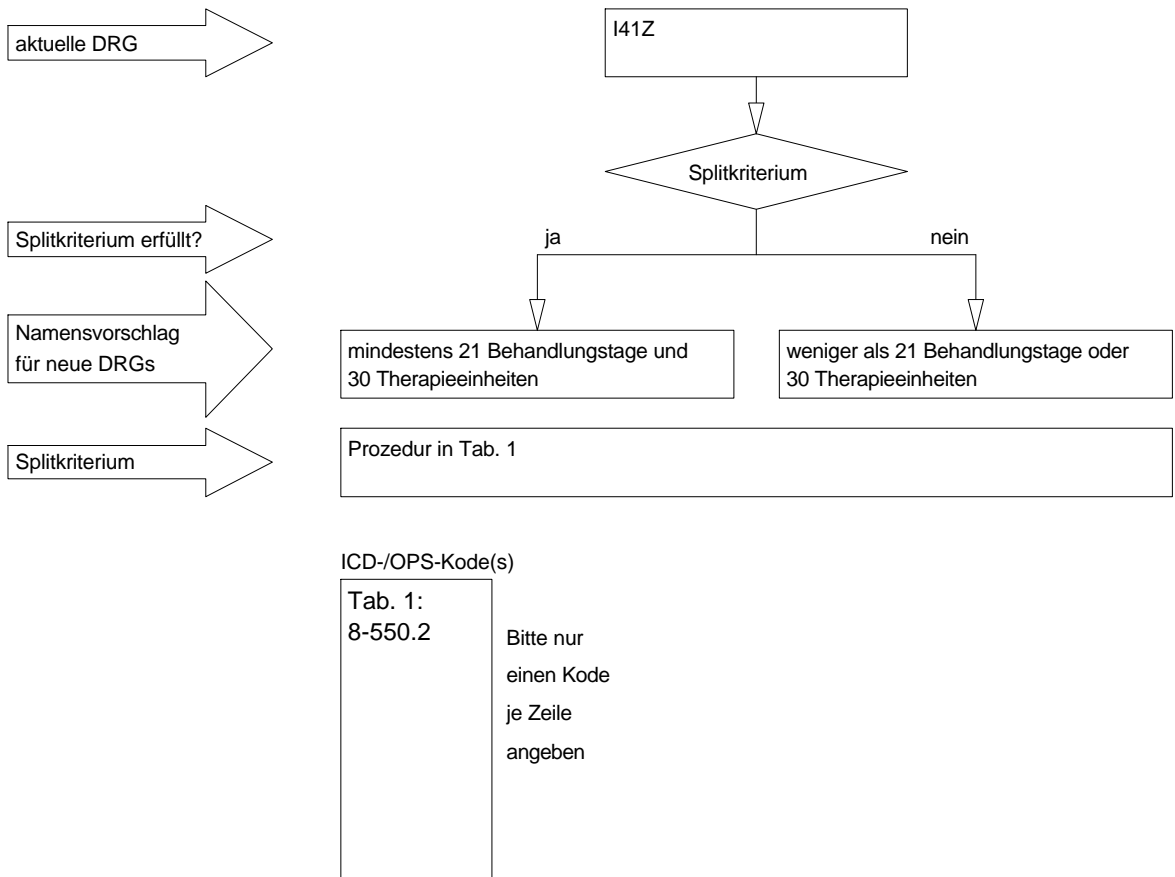 aktuelle DRG
I41Z
Splitkriterium
Splitkriterium erfüllt?
ja
nein
Namensvorschlag
für neue DRGs
mindestens 21 Behandlungstage und
30 Therapieeinheiten
weniger als 21 Behandlungstage oder
30 Therapieeinheiten
Splitkriterium
Prozedur in Tab. 1
ICD-/OPS-Kode(s)
Tab. 1:
8-550.2
Bitte nur
einen Kode
je Zeile
angeben